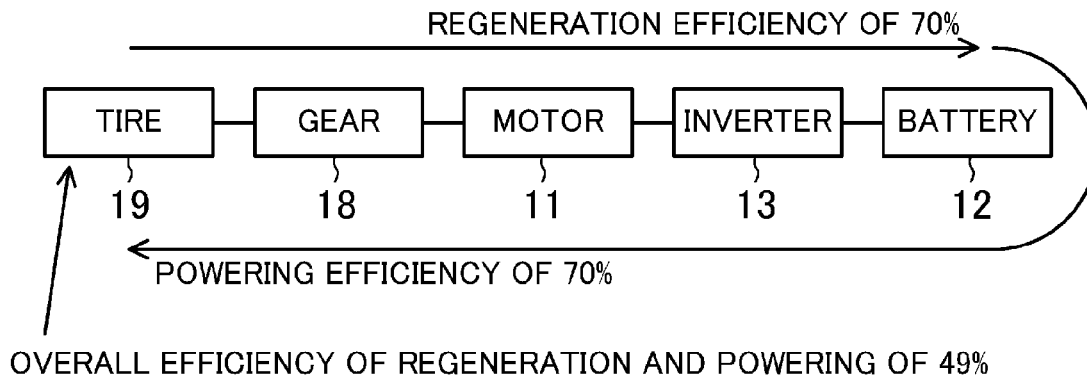 REGENERATION EFFICIENCY OF 70%
TIRE GEAR MOTOR INVERTER BATTERY
19 18 11 13 12
POWERING EFFICIENCY OF 70%
OVERALL EFFICIENCY OF REGENERATION AND POWERING OF 49%